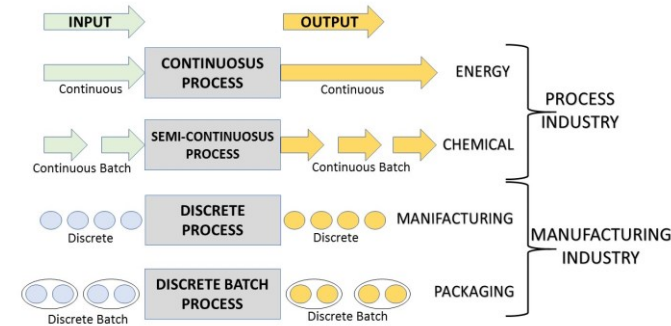 INPUT
OUTPUT
CONTINUOSUS
PROCESS
Continuous
Continuous
ENERGY
SEMI-CONTINUOSUS
PROCESS
Continuous Batch
Continuous Batch
CHEMICAL
PROCESS
INDUSTRY
DISCRETE
PROCESS
Discrete
Discrete
MANIFACTURING
DISCRETE BATCH
PROCESS
Discrete Batch
Discrete Batch
PACKAGING
MANUFACTURING
INDUSTRY